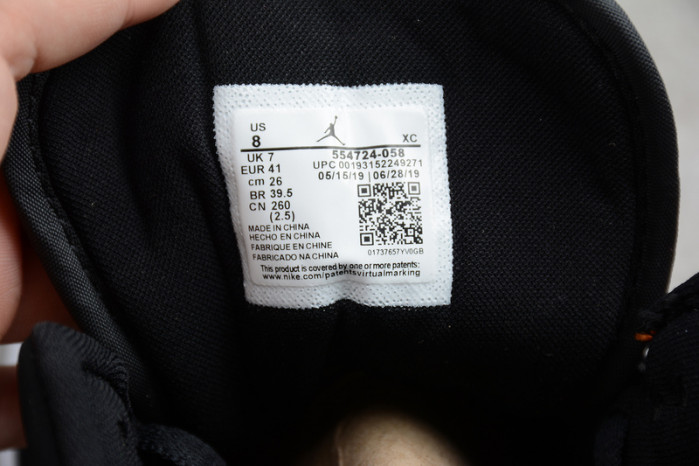 US
8 XC
UK 7 554724-058
EUR 41 UPC 00193152249271
cm 26 05/15/19 | 06/28/19
BR 39.5
CN 260
(2.5)
MADE IN CHINA
HECHO EN CHINA
FABRIQUE EN CHINE
FABRICADO NA CHINA 01737657YV0GB
This product is covered by one or more patents:
www.nike.com/patentsvirtualmarking